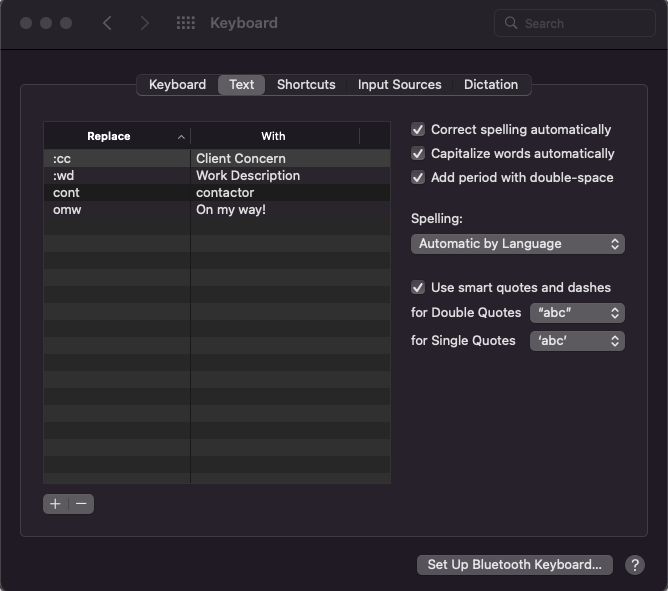 Keyboard
Search
Keyboard Text Shortcuts Input Sources Dictation
Replace With
:cc Client Concern
:wd Work Description
cont contactor
omw On my way!
Correct spelling automatically
Capitalize words automatically
Add period with double-space
Spelling:
Automatic by Language
Use smart quotes and dashes
for Double Quotes “abc”
for Single Quotes ‘abc’
+ −
Set Up Bluetooth Keyboard... ?